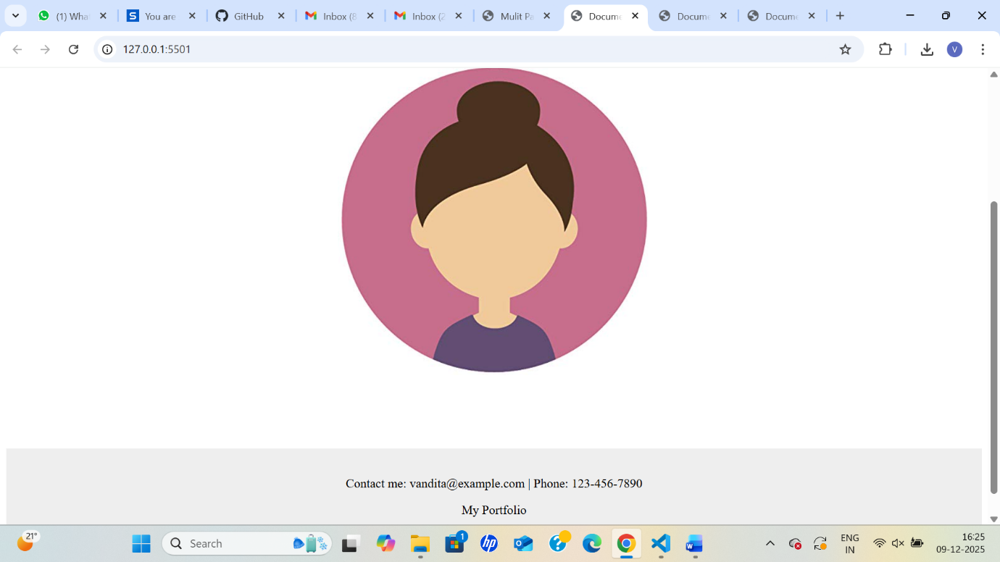 (1) What
You are
GitHub
Inbox (8
Inbox (2
Mulit Pa
Docume
Docume
Docume
127.0.0.1:5501
V
Contact me: vandita@example.com | Phone: 123-456-7890
My Portfolio
21°
Search
1
ENG
IN
16:25
09-12-2025